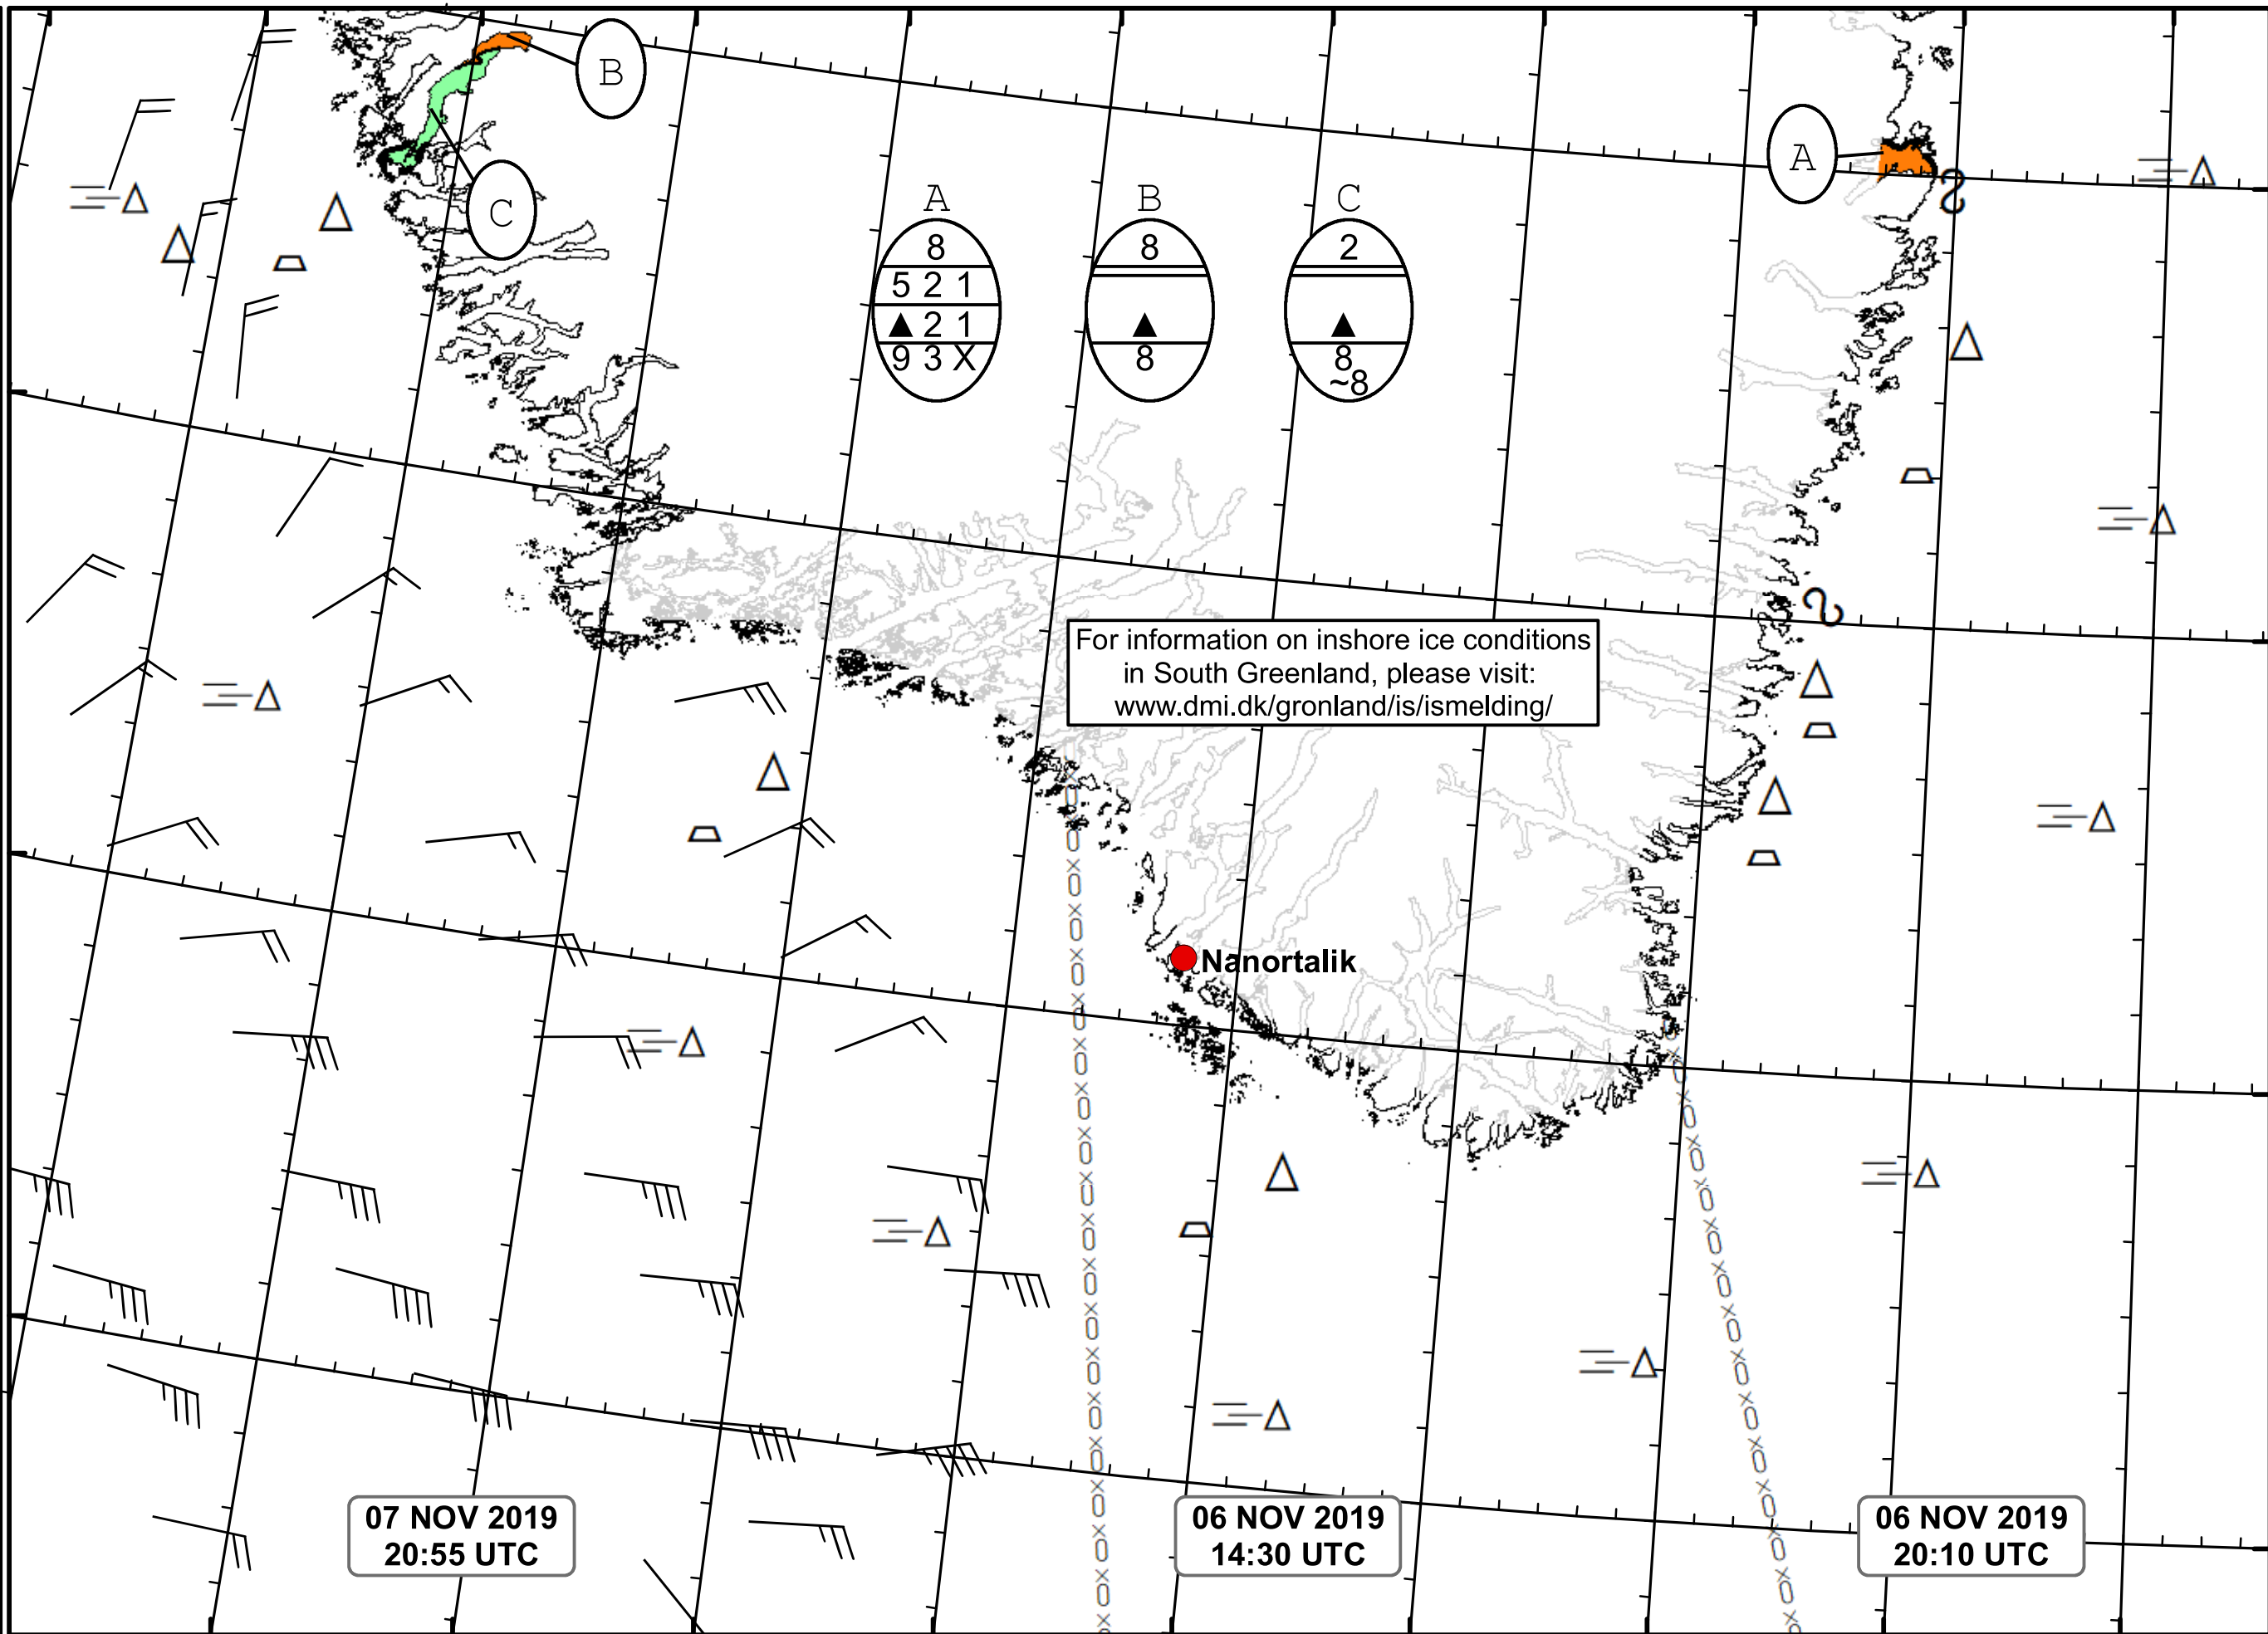 B
A
C
A
B
C
8
5 2 1
▲ 2 1
9 3 X
8
▲
8
2
▲
8
~8
For information on inshore ice conditions
in South Greenland, please visit:
www.dmi.dk/gronland/is/ismelding/
Nanortalik
07 NOV 2019
20:55 UTC
06 NOV 2019
14:30 UTC
06 NOV 2019
20:10 UTC